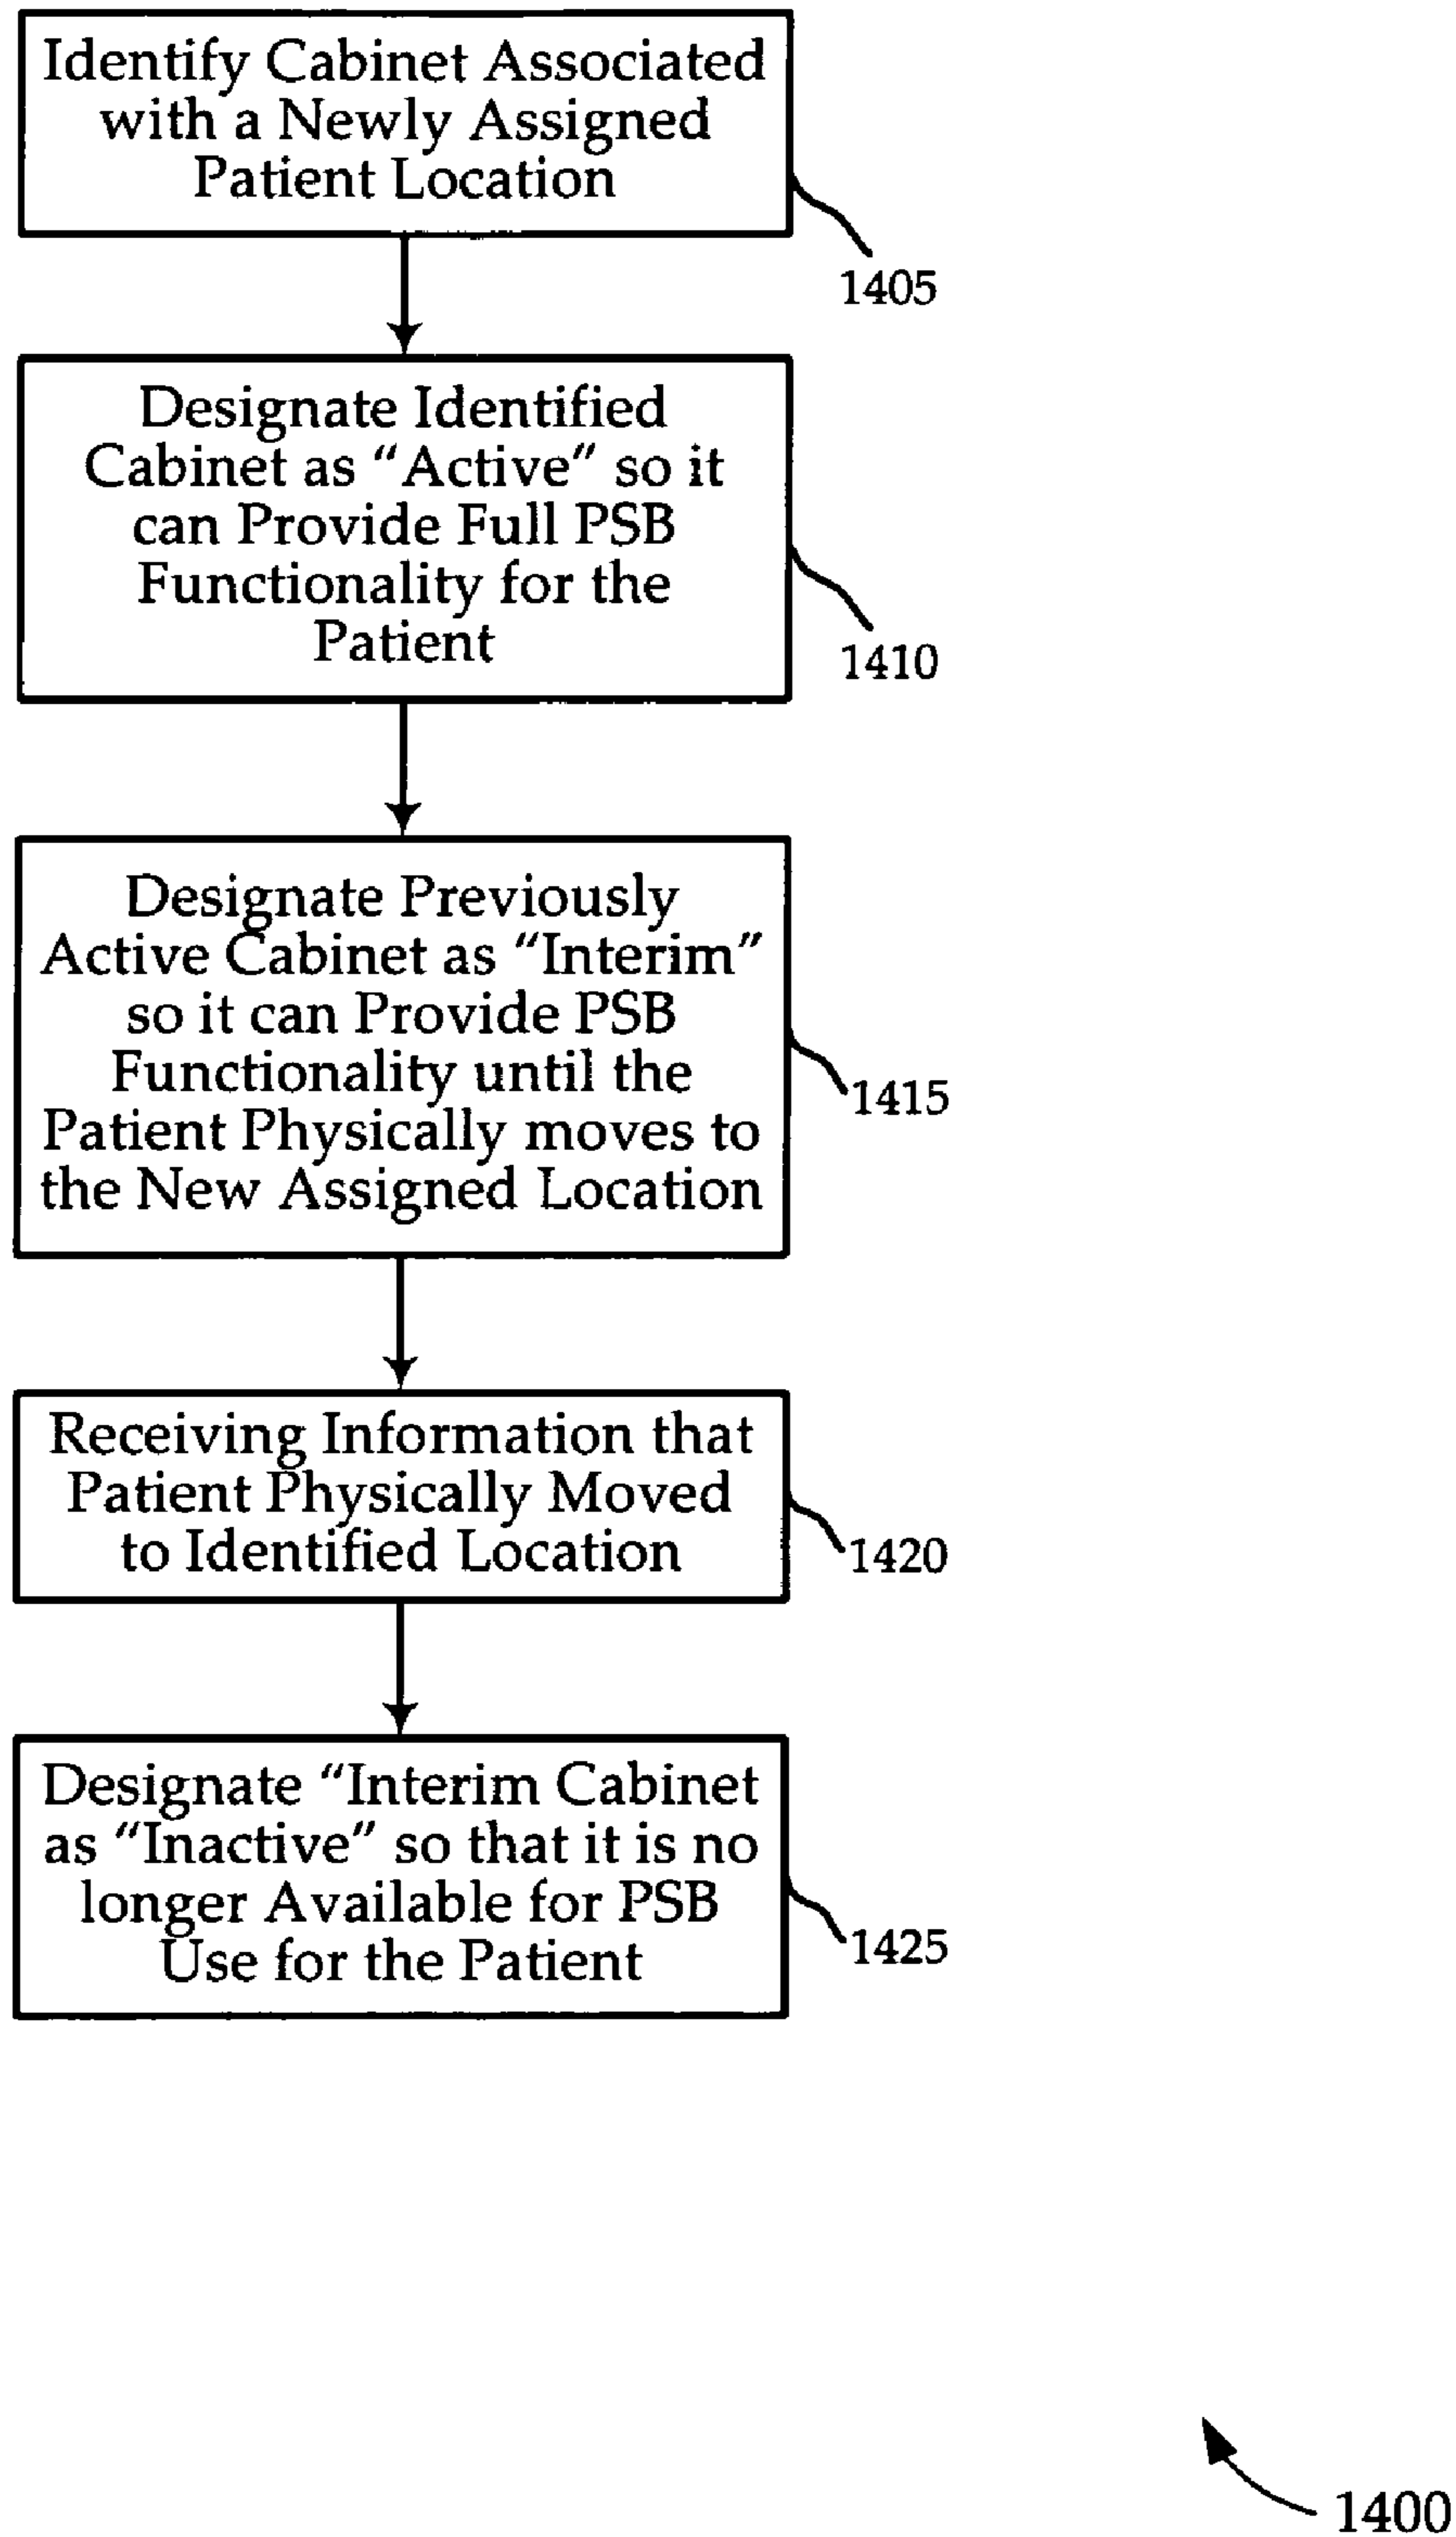 Identify Cabinet Associated
with a Newly Assigned
Patient Location
1405
Designate Identified
Cabinet as “Active” so it
can Provide Full PSB
Functionality for the
Patient
1410
Designate Previously
Active Cabinet as “Interim”
so it can Provide PSB
Functionality until the
Patient Physically moves to
the New Assigned Location
1415
Receiving Information that
Patient Physically Moved
to Identified Location
1420
Designate “Interim Cabinet
as “Inactive” so that it is no
longer Available for PSB
Use for the Patient
1425
1400